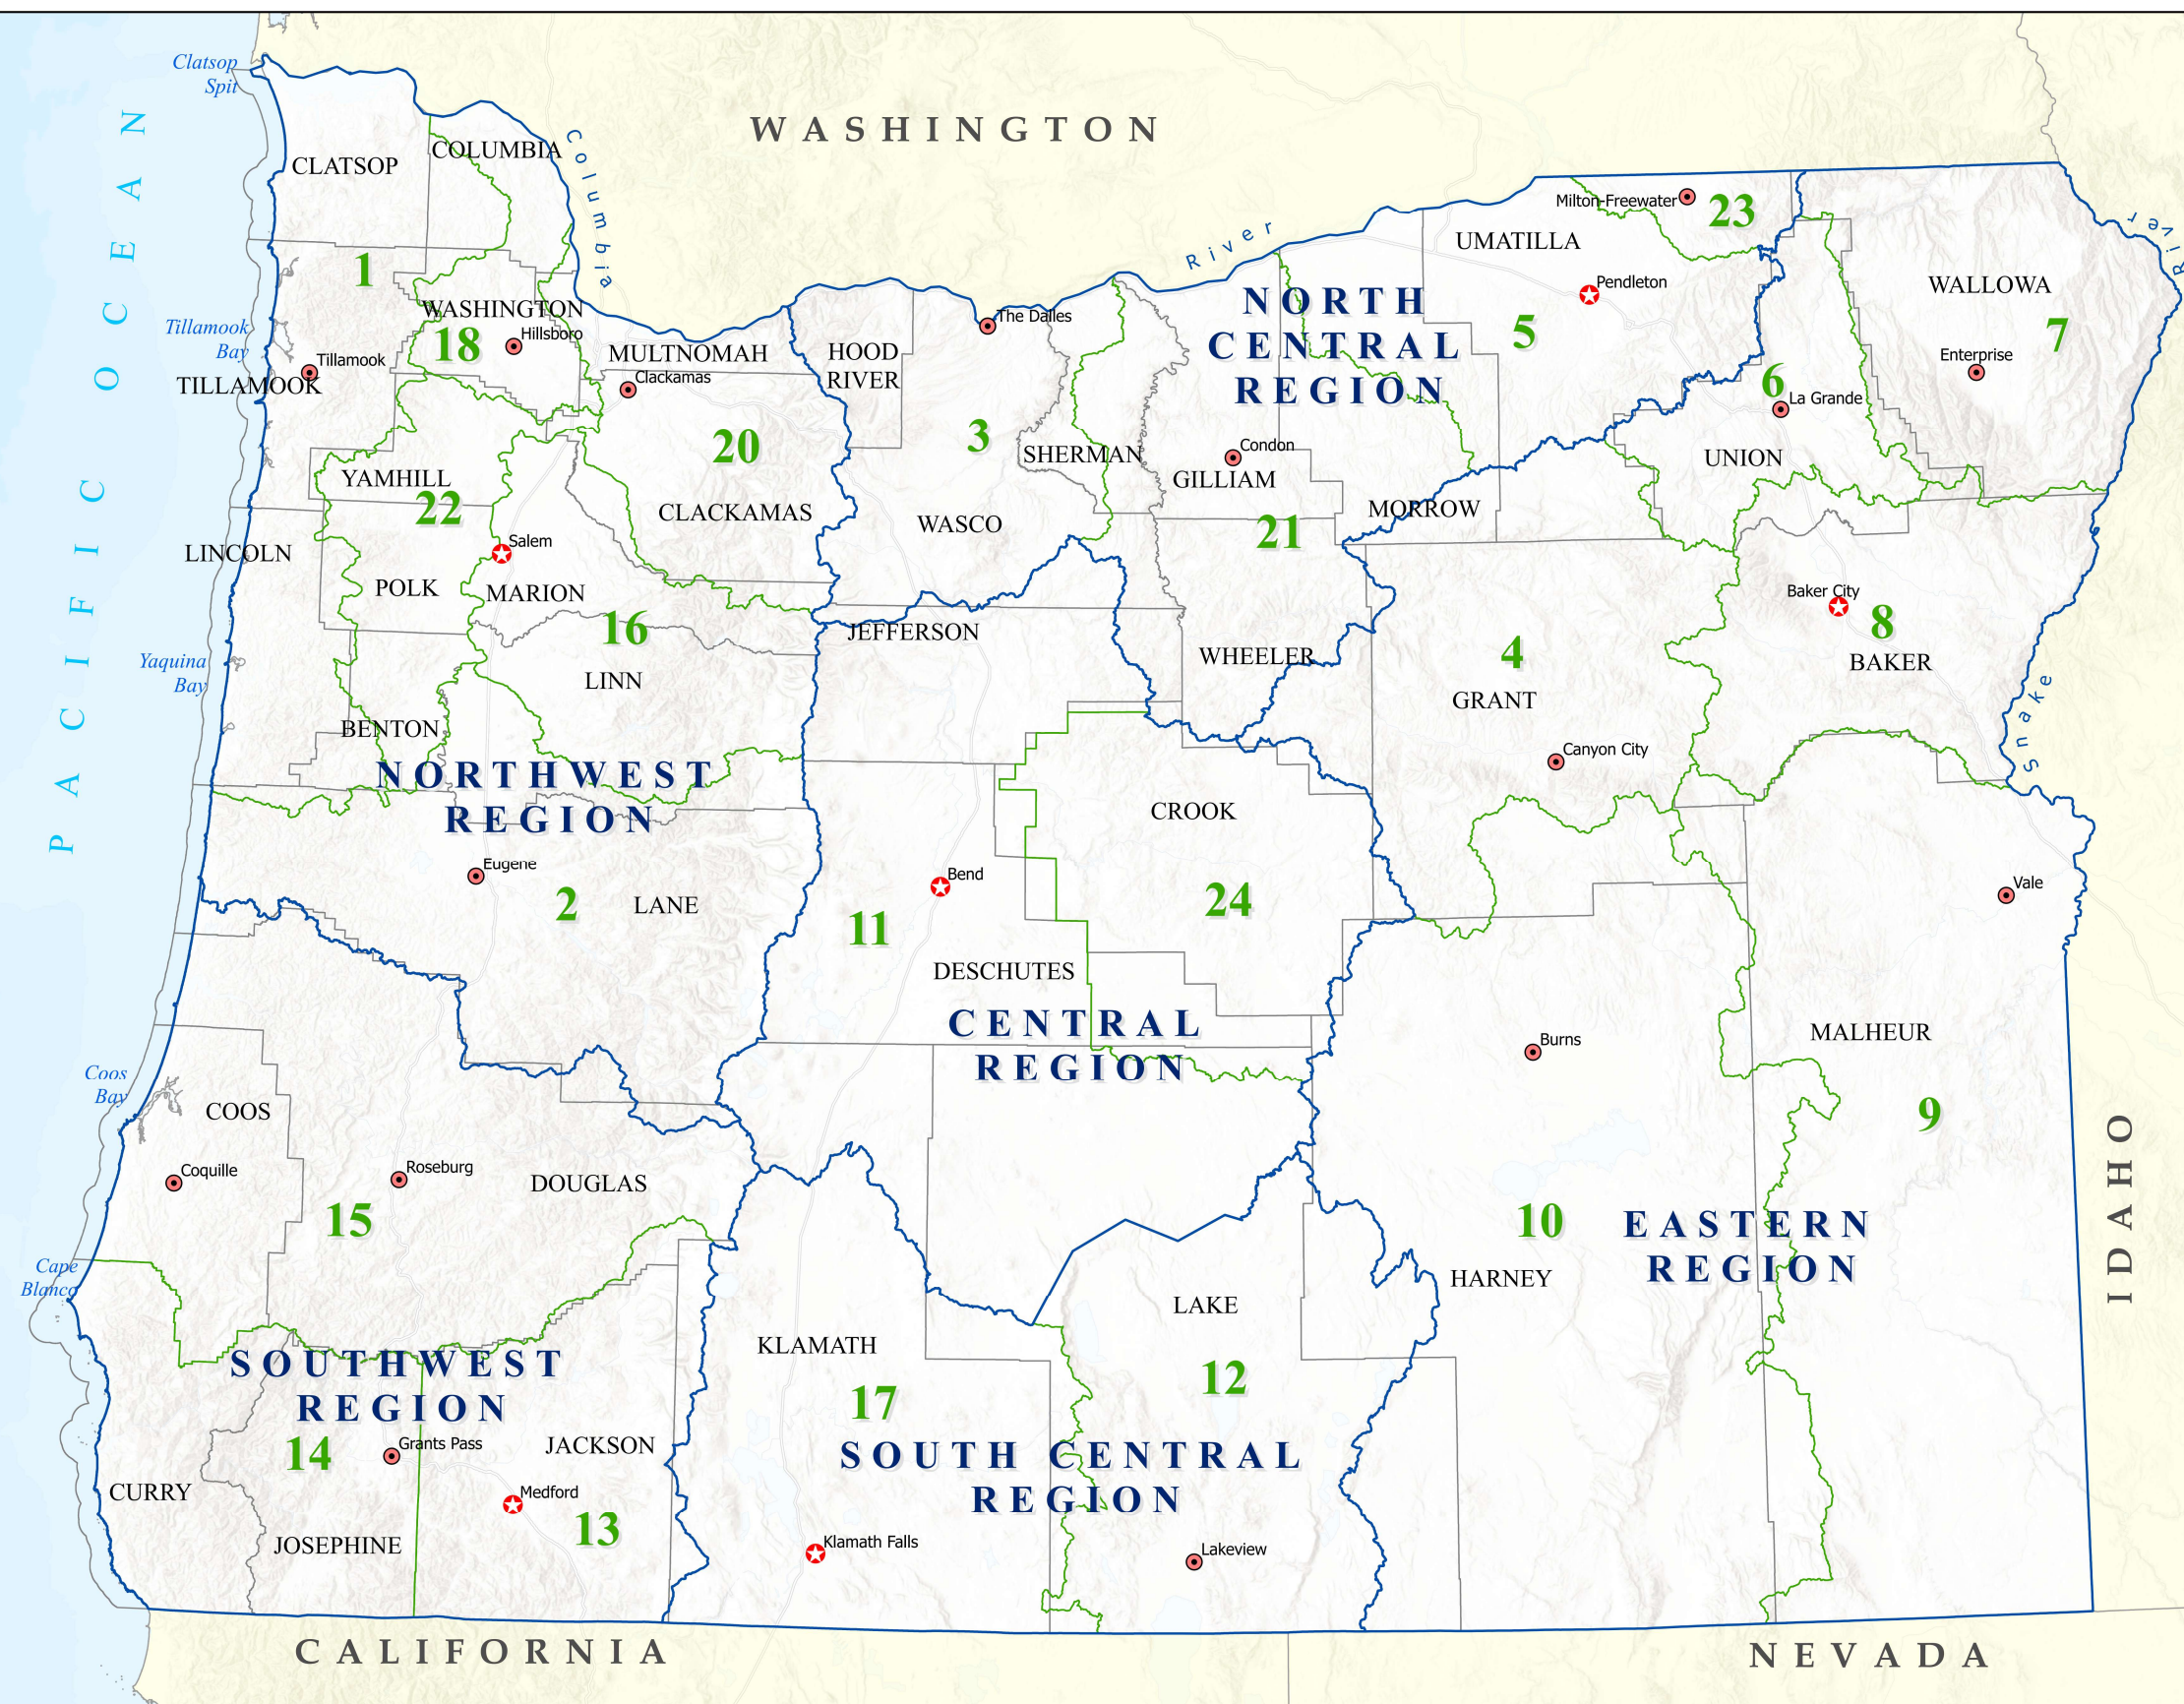 Clatsop
Spit
WASHINGTON
COLUMBIA
CLATSOP
Columbia
PACIFIC OCEAN
Milton-Freewater
23
River
UMATILLA
River
1
Pendleton
WALLOWA
NORTH
CENTRAL
REGION
WASHINGTON
18
Hillsboro
The Dalles
5
7
Tillamook
Bay
Tillamook
TILLAMOOK
MULTNOMAH
Clackamas
HOOD
RIVER
Enterprise
6
La Grande
20
3
Condon
SHERMAN
GILLIAM
UNION
YAMHILL
22
CLACKAMAS
WASCO
MORROW
21
LINCOLN
Salem
POLK
MARION
Baker City
8
16
JEFFERSON
4
WHEELER
BAKER
Yaquina
Bay
LINN
GRANT
Snake
BENTON
Canyon City
NORTHWEST
REGION
CROOK
Eugene
2
LANE
Bend
11
24
Vale
DESCHUTES
CENTRAL
REGION
Burns
MALHEUR
Coos
Bay
COOS
9
IDAHO
Coquille
Roseburg
DOUGLAS
15
10
EASTERN
REGION
Cape
Blanco
HARNEY
LAKE
KLAMATH
SOUTHWEST
REGION
12
17
14
Grants Pass
JACKSON
SOUTH CENTRAL
REGION
CURRY
Medford
13
JOSEPHINE
Klamath Falls
Lakeview
CALIFORNIA
NEVADA